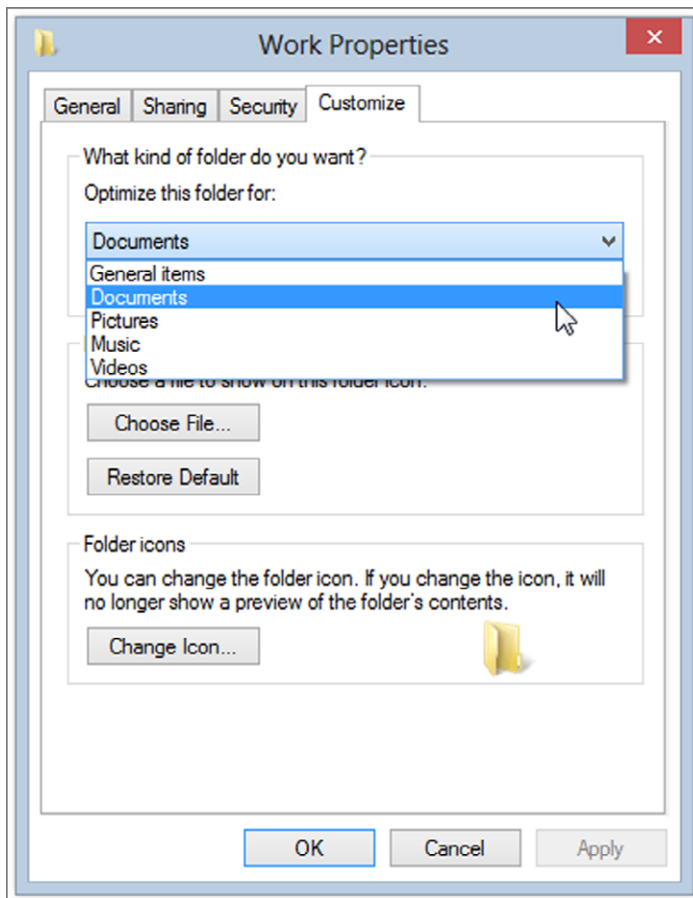 Work Properties
General Sharing Security Customize
What kind of folder do you want?
Optimize this folder for:
Documents
General items
Documents
Pictures
Music
Videos
Choose a file to show on this folder icon.
Choose File...
Restore Default
Folder icons
You can change the folder icon. If you change the icon, it will
no longer show a preview of the folder's contents.
Change Icon...
OK Cancel Apply